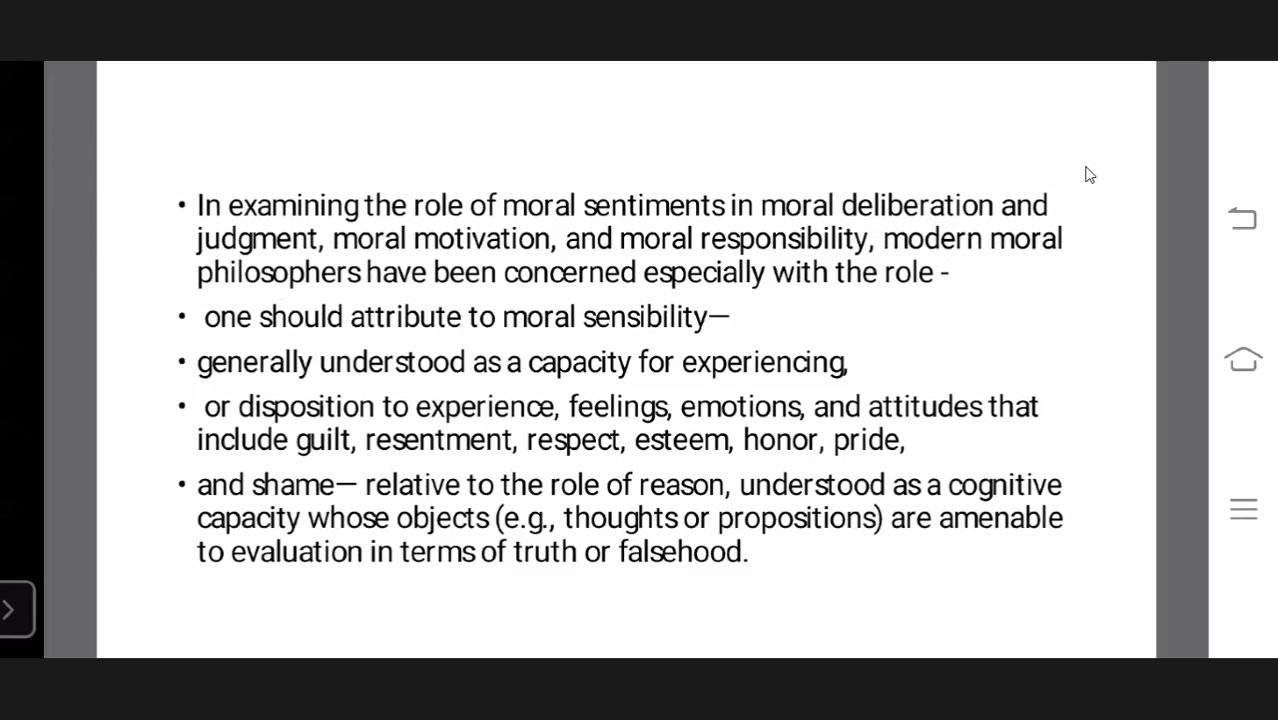 • In examining the role of moral sentiments in moral deliberation and
judgment, moral motivation, and moral responsibility, modern moral
philosophers have been concerned especially with the role -
• one should attribute to moral sensibility—
• generally understood as a capacity for experiencing,
• or disposition to experience, feelings, emotions, and attitudes that
include guilt, resentment, respect, esteem, honor, pride,
• and shame— relative to the role of reason, understood as a cognitive
capacity whose objects (e.g., thoughts or propositions) are amenable
to evaluation in terms of truth or falsehood.